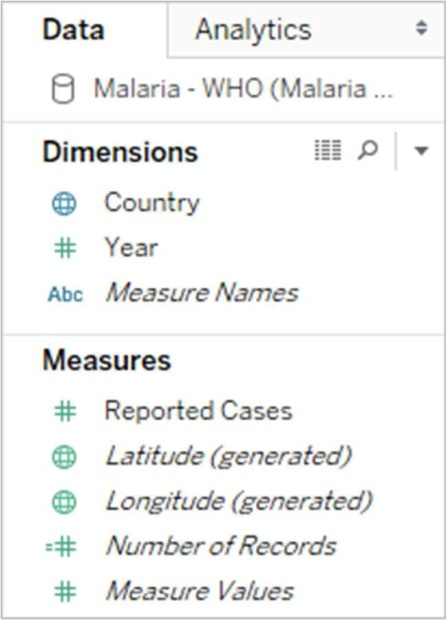 Data Analytics
Malaria - WHO (Malaria ...
Dimensions
Country
Year
Abc Measure Names
Measures
Reported Cases
Latitude (generated)
Longitude (generated)
Number of Records
Measure Values